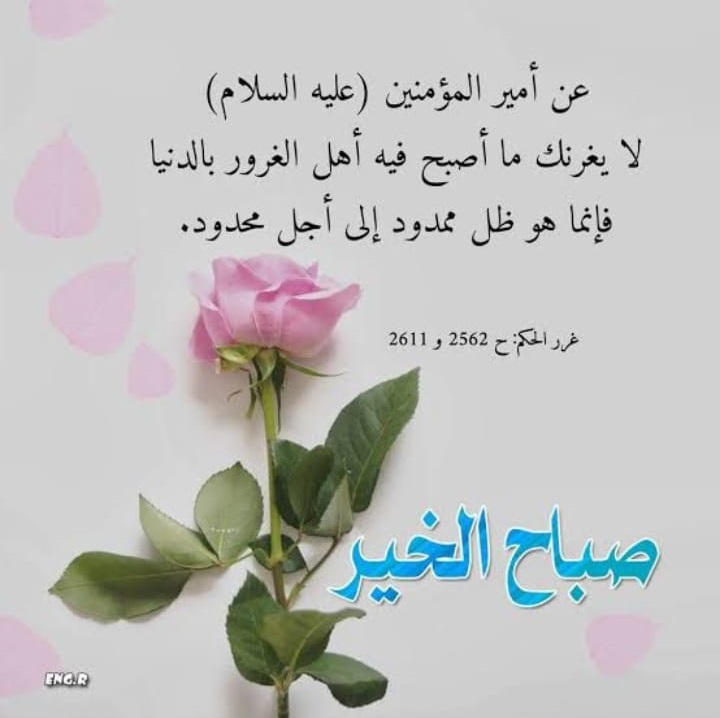 عن أمير المؤمنين (عليه السلام)
لا يغرنك ما أصبح فيه أهل الغرور بالدنيا
فإنما هو ظل ممدود إلى أجل محدود.
غرر الحكم: ح 2562 و 2611
صباح الخير
ENG.R